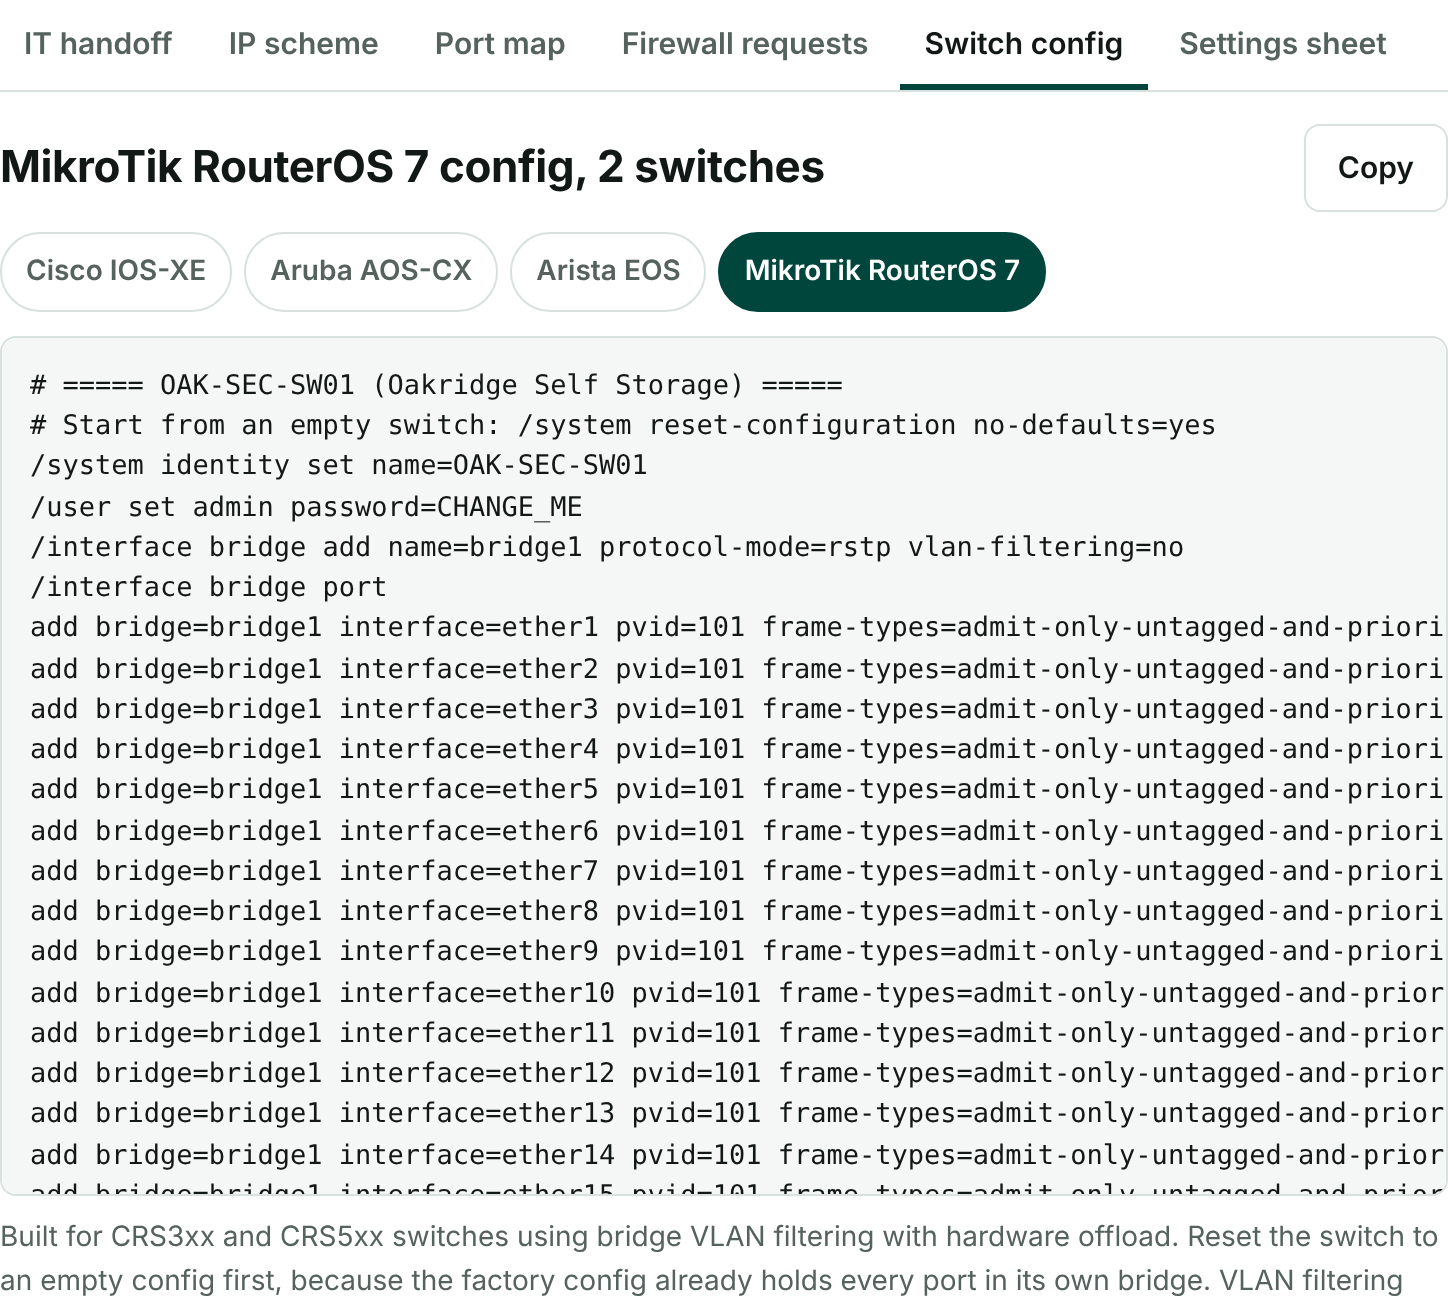 IT handoff IP scheme Port map Firewall requests Switch config Settings sheet
MikroTik RouterOS 7 config, 2 switches
Copy
Cisco IOS-XE Aruba AOS-CX Arista EOS MikroTik RouterOS 7
# ===== OAK-SEC-SW01 (Oakridge Self Storage) =====
# Start from an empty switch: /system reset-configuration no-defaults=yes
/system identity set name=OAK-SEC-SW01
/user set admin password=CHANGE_ME
/interface bridge add name=bridge1 protocol-mode=rstp vlan-filtering=no
/interface bridge port
add bridge=bridge1 interface=ether1 pvid=101 frame-types=admit-only-untagged-and-priori
add bridge=bridge1 interface=ether2 pvid=101 frame-types=admit-only-untagged-and-priori
add bridge=bridge1 interface=ether3 pvid=101 frame-types=admit-only-untagged-and-priori
add bridge=bridge1 interface=ether4 pvid=101 frame-types=admit-only-untagged-and-priori
add bridge=bridge1 interface=ether5 pvid=101 frame-types=admit-only-untagged-and-priori
add bridge=bridge1 interface=ether6 pvid=101 frame-types=admit-only-untagged-and-priori
add bridge=bridge1 interface=ether7 pvid=101 frame-types=admit-only-untagged-and-priori
add bridge=bridge1 interface=ether8 pvid=101 frame-types=admit-only-untagged-and-priori
add bridge=bridge1 interface=ether9 pvid=101 frame-types=admit-only-untagged-and-priori
add bridge=bridge1 interface=ether10 pvid=101 frame-types=admit-only-untagged-and-prior
add bridge=bridge1 interface=ether11 pvid=101 frame-types=admit-only-untagged-and-prior
add bridge=bridge1 interface=ether12 pvid=101 frame-types=admit-only-untagged-and-prior
add bridge=bridge1 interface=ether13 pvid=101 frame-types=admit-only-untagged-and-prior
add bridge=bridge1 interface=ether14 pvid=101 frame-types=admit-only-untagged-and-prior
add bridge=bridge1 interface=ether15 pvid=101 frame-types=admit-only-untagged-and-prior
Built for CRS3xx and CRS5xx switches using bridge VLAN filtering with hardware offload. Reset the switch to
an empty config first, because the factory config already holds every port in its own bridge. VLAN filtering